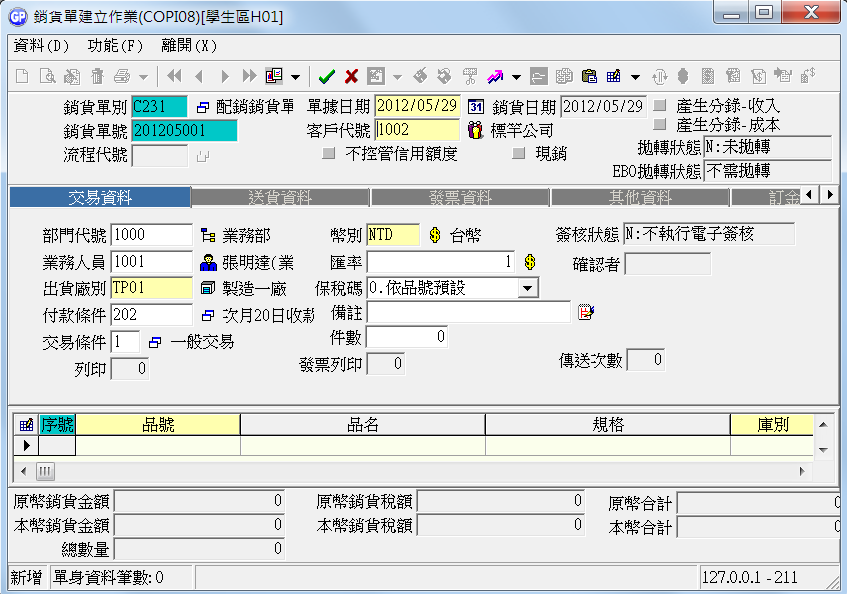 GP 銷貨單建立作業(COPI08)[學生區H01]
資料(D) 功能(F) 離開(X)
銷貨單別 C231 配銷銷貨單 單據日期 2012/05/29 31 銷貨日期 2012/05/29 產生分錄-收入
銷貨單號 201205001 客戶代號 1002 標竿公司 產生分錄-成本
流程代號 不控管信用額度 現銷 拋轉狀態 N:未拋轉
EBO拋轉狀態 不需拋轉
交易資料 送貨資料 發票資料 其他資料 訂金
部門代號 1000 業務部 幣別 NTD 台幣 簽核狀態 N:不執行電子簽核
業務人員 1001 張明達(業 匯率 1 確認者
出貨廠別 TP01 製造一廠 保稅碼 0.依品號預設
付款條件 202 次月20日收款 備註
交易條件 1 一般交易 件數 0
列印 0 發票列印 0 傳送次數 0
序號 品號 品名 規格 庫別
原幣銷貨金額 0 原幣銷貨稅額 0 原幣合計 0
本幣銷貨金額 0 本幣銷貨稅額 0 本幣合計 0
總數量 0
新增 單身資料筆數:0 127.0.0.1 - 211